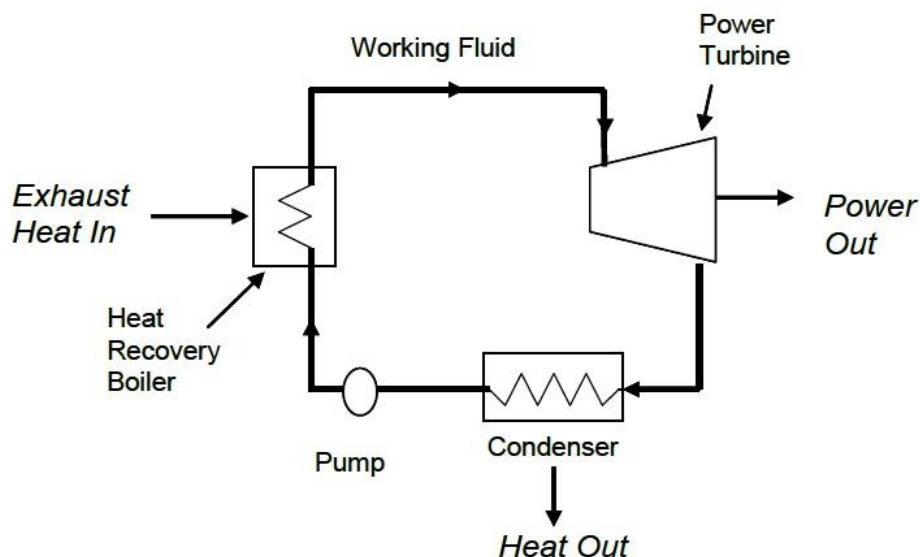 Power
Turbine
Working Fluid
Exhaust
Heat In
Power
Out
Heat
Recovery
Boiler
Pump
Condenser
Heat Out